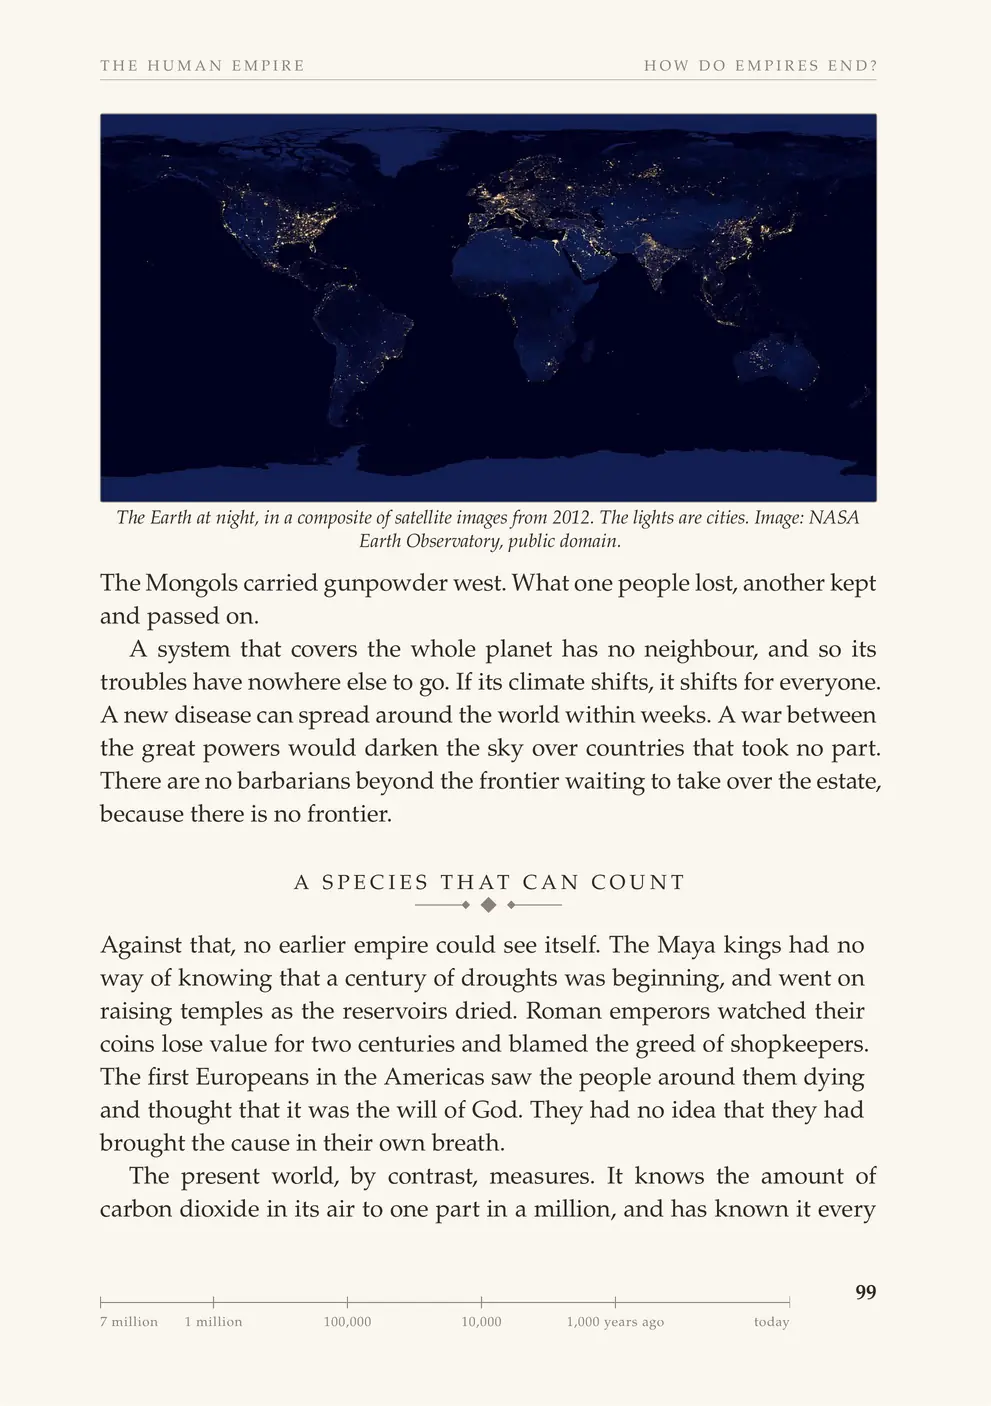 THE HUMAN EMPIRE
HOW DO EMPIRES END?
The Earth at night, in a composite of satellite images from 2012. The lights are cities. Image: NASA
Earth Observatory, public domain.
The Mongols carried gunpowder west. What one people lost, another kept
and passed on.
A system that covers the whole planet has no neighbour, and so its
troubles have nowhere else to go. If its climate shifts, it shifts for everyone.
A new disease can spread around the world within weeks. A war between
the great powers would darken the sky over countries that took no part.
There are no barbarians beyond the frontier waiting to take over the estate,
because there is no frontier.
A SPECIES THAT CAN COUNT
Against that, no earlier empire could see itself. The Maya kings had no
way of knowing that a century of droughts was beginning, and went on
raising temples as the reservoirs dried. Roman emperors watched their
coins lose value for two centuries and blamed the greed of shopkeepers.
The first Europeans in the Americas saw the people around them dying
and thought that it was the will of God. They had no idea that they had
brought the cause in their own breath.
The present world, by contrast, measures. It knows the amount of
carbon dioxide in its air to one part in a million, and has known it every
99
7 million
1 million
100,000
10,000
1,000 years ago
today